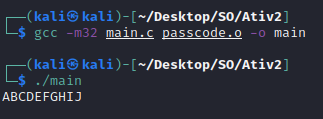 ┌──(kali㉿kali)-[~/Desktop/SO/Ativ2]
└─$ gcc -m32 main.c passcode.o -o main
┌──(kali㉿kali)-[~/Desktop/SO/Ativ2]
└─$ ./main
ABCDEFGHIJ